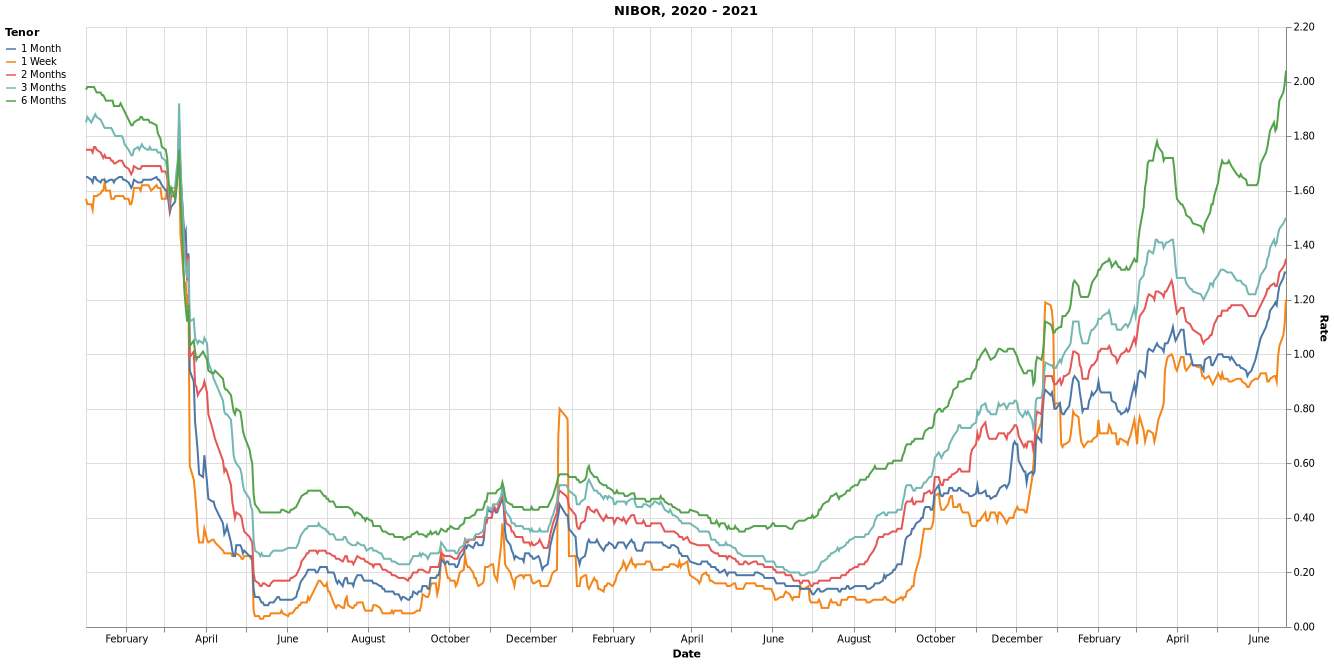 NIBOR, 2020 - 2021
Tenor
1 Month
1 Week
2 Months
3 Months
6 Months
2.20
2.00
1.80
1.60
1.40
1.20
1.00
0.80
0.60
0.40
0.20
0.00
Rate
February April June August October December February April June August October December February April June
Date